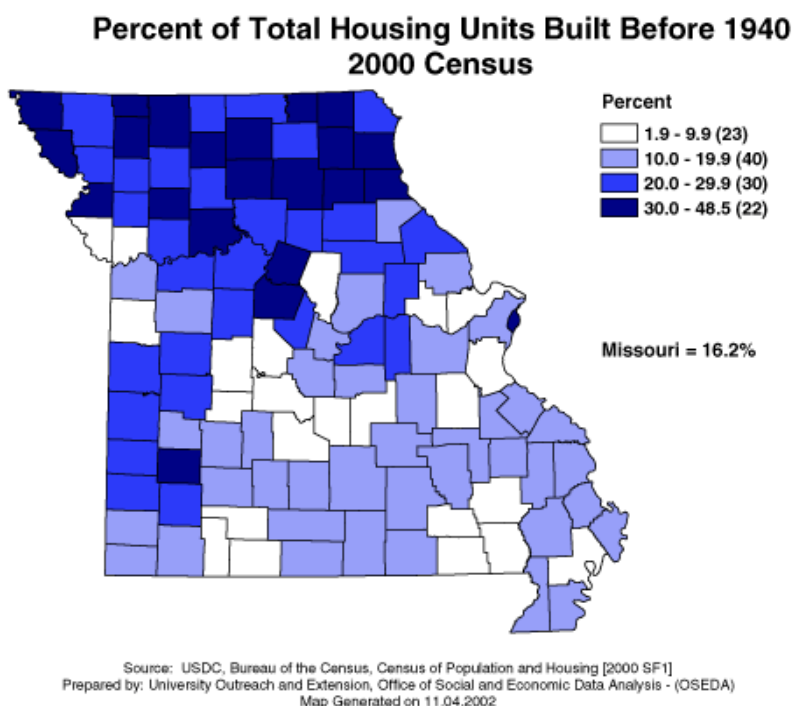 Percent of Total Housing Units Built Before 1940
2000 Census
Percent
1.9 - 9.9 (23)
10.0 - 19.9 (40)
20.0 - 29.9 (30)
30.0 - 48.5 (22)
Missouri = 16.2%
Source: USDC, Bureau of the Census, Census of Population and Housing [2000 SF1]
Prepared by: University Outreach and Extension, Office of Social and Economic Data Analysis - (OSEDA)
Map Generated on 11.04.2002